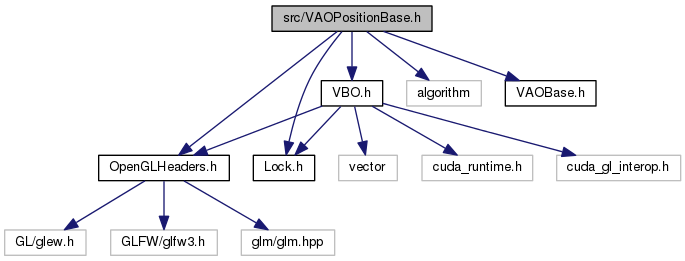 src/VAOPositionBase.h
VBO.h
algorithm
VAOBase.h
OpenGLHeaders.h
Lock.h
vector
cuda_runtime.h
cuda_gl_interop.h
GL/glew.h
GLFW/glfw3.h
glm/glm.hpp